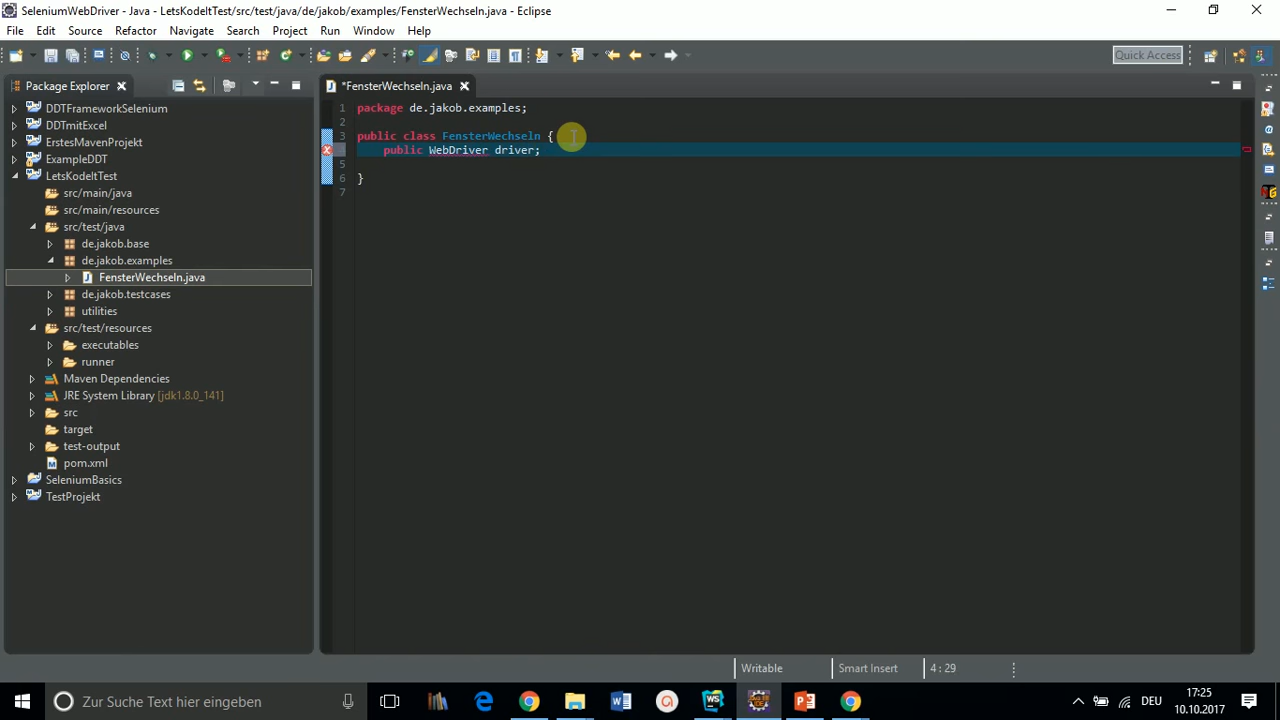 SeleniumWebDriver - Java - LetsKodeItTest/src/test/java/de/jakob/examples/FensterWechseln.java - Eclipse
File Edit Source Refactor Navigate Search Project Run Window Help
Quick Access
Package Explorer
*FensterWechseln.java
DDTFrameworkSelenium
DDTmitExcel
ErstesMavenProjekt
ExampleDDT
LetsKodeItTest
src/main/java
src/main/resources
src/test/java
de.jakob.base
de.jakob.examples
FensterWechseln.java
de.jakob.testcases
utilities
src/test/resources
executables
runner
Maven Dependencies
JRE System Library [jdk1.8.0_141]
src
target
test-output
pom.xml
SeleniumBasics
TestProjekt
1 package de.jakob.examples;
2
3 public class FensterWechseln {
public WebDriver driver;
5
6 }
7
Writable Smart Insert 4 : 29
Zur Suche Text hier eingeben
DEU
17:25
10.10.2017